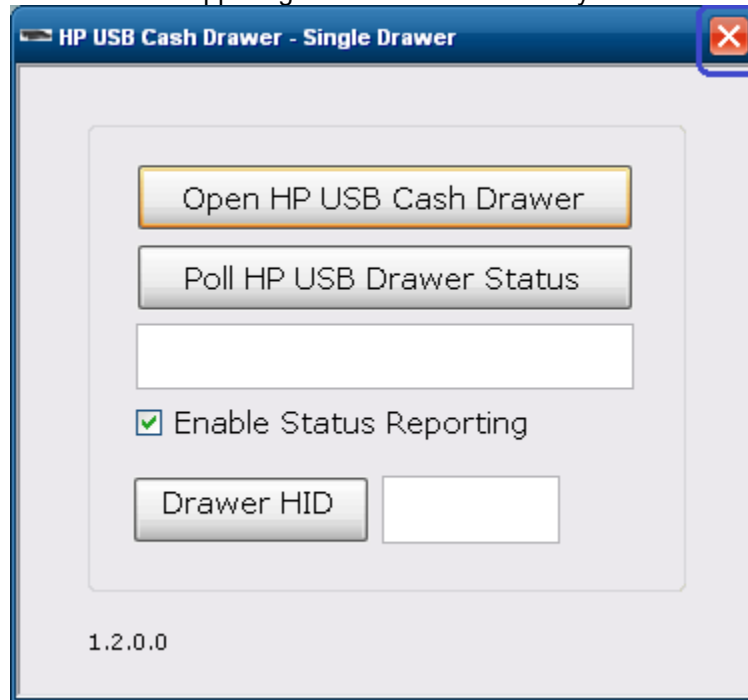 HP USB Cash Drawer - Single Drawer
Open HP USB Cash Drawer
Poll HP USB Drawer Status
Enable Status Reporting
Drawer HID
1.2.0.0